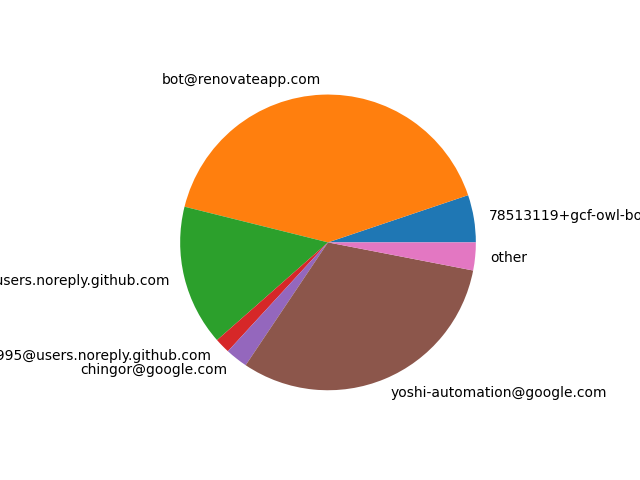 bot@renovateapp.com
78513119+gcf-owl-bo
other
users.noreply.github.com
995@users.noreply.github.com
chingor@google.com
yoshi-automation@google.com